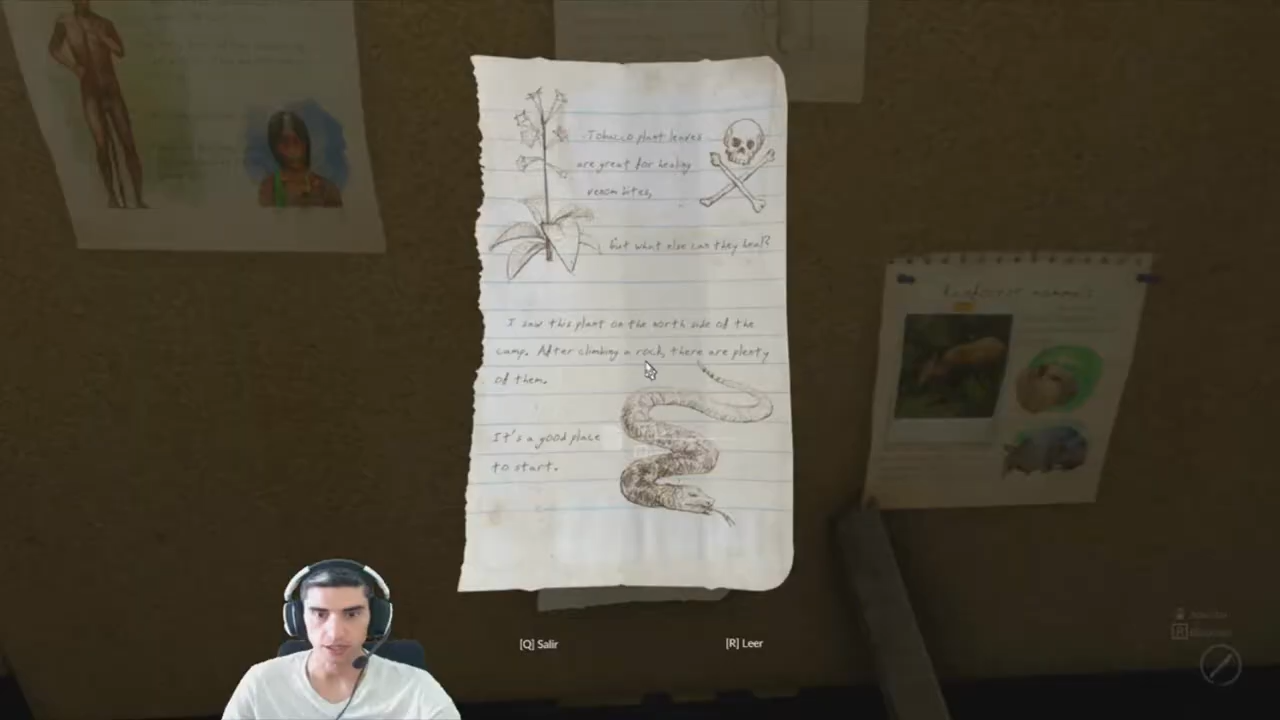 -Tobacco plant leaves
are great for healing
venom bites,
but what else can they heal?
I saw this plant on the north side of the
camp. After climbing a rock, there are plenty
of them.
It's a good place
to start.
[Q] Salir
[R] Leer